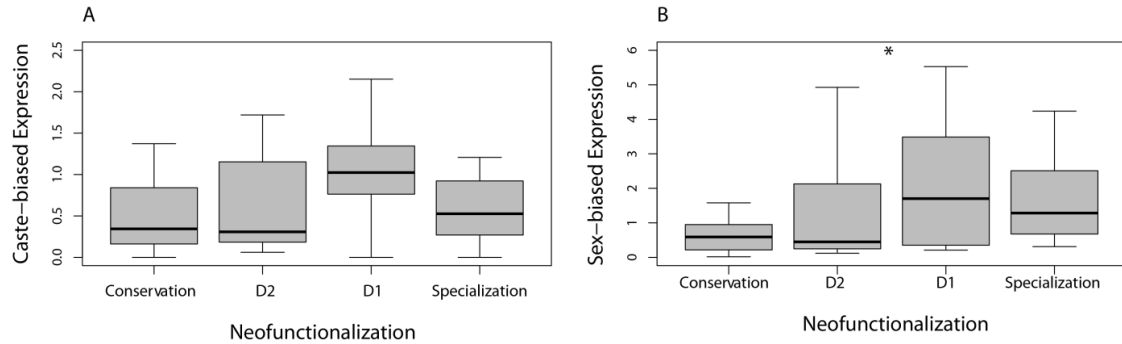 A
Caste-biased Expression
2.5
2.0
1.5
1.0
0.5
0.0
Conservation D2 D1 Specialization
Neofunctionalization
B
Sex-biased Expression
6
5
4
3
2
1
0
*
Conservation D2 D1 Specialization
Neofunctionalization